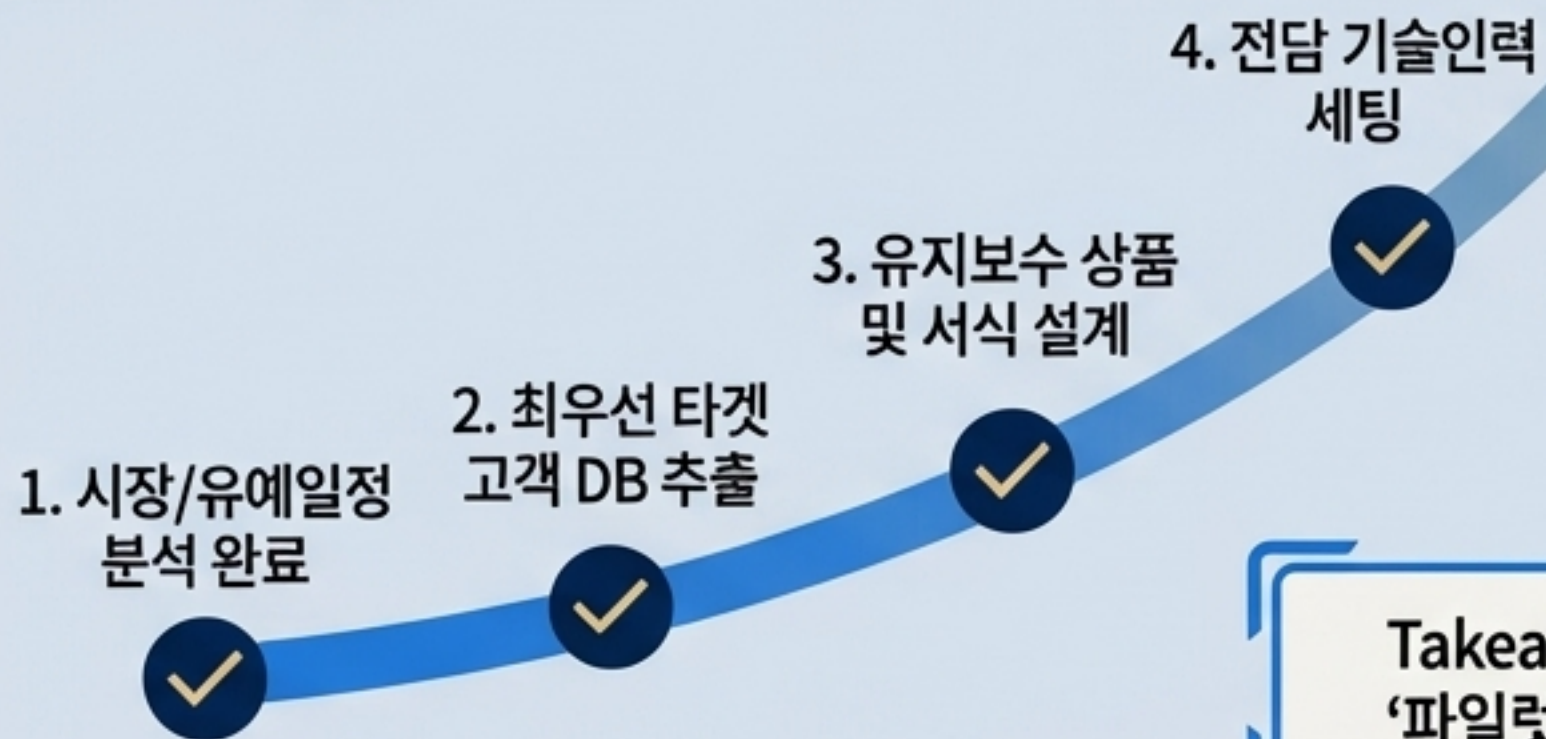 1. 시장/유예일정
분석 완료
2. 최우선 타겟
고객 DB 추출
3. 유지보수 상품
및 서식 설계
4. 전담 기술인력
세팅